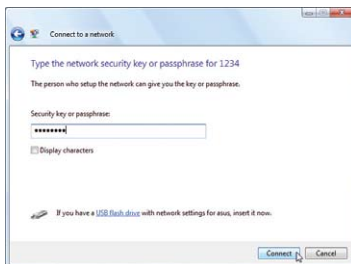 Connect to a network
Type the network security key or passphrase for 1234
The person who setup the network can give you the key or passphrase.
Security key or passphrase:
••••••••
Display characters
If you have a USB flash drive with network settings for asus, insert it now.
Connect Cancel